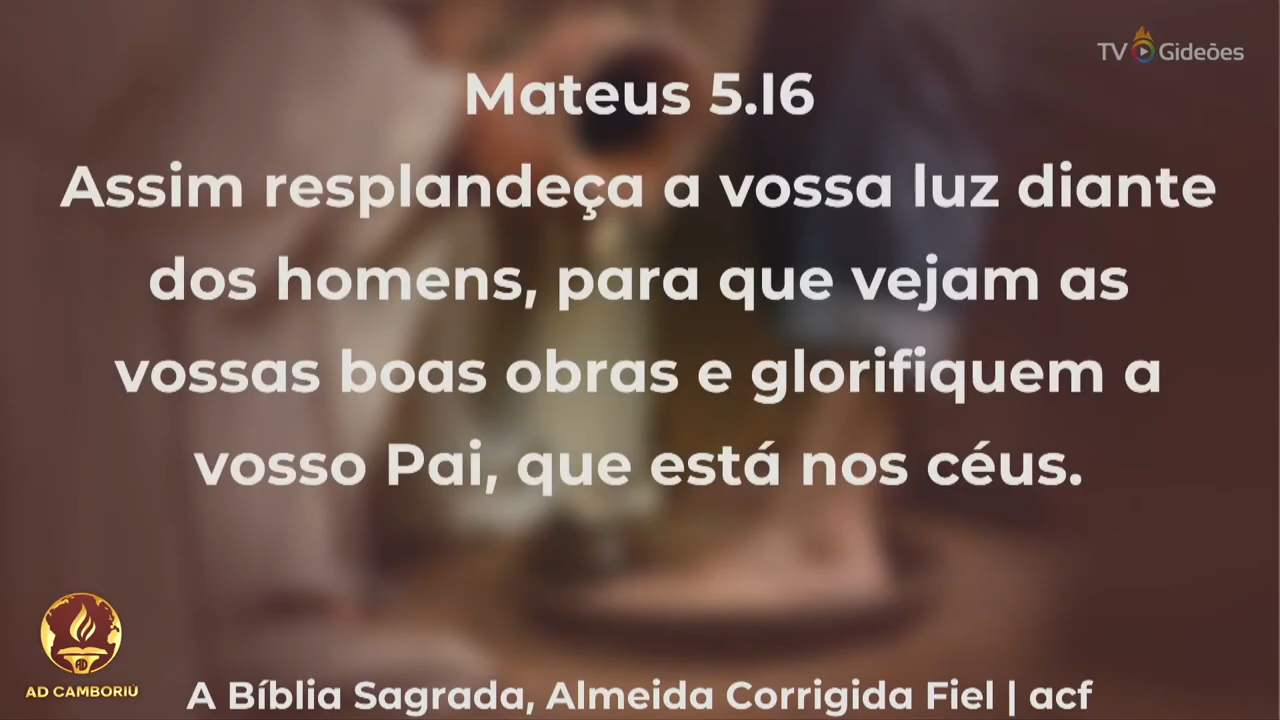 TV Gideões
Mateus 5.16
Assim resplandeça a vossa luz diante
dos homens, para que vejam as
vossas boas obras e glorifiquem a
vosso Pai, que está nos céus.
AD
AD CAMBORIÚ
A Bíblia Sagrada, Almeida Corrigida Fiel | acf